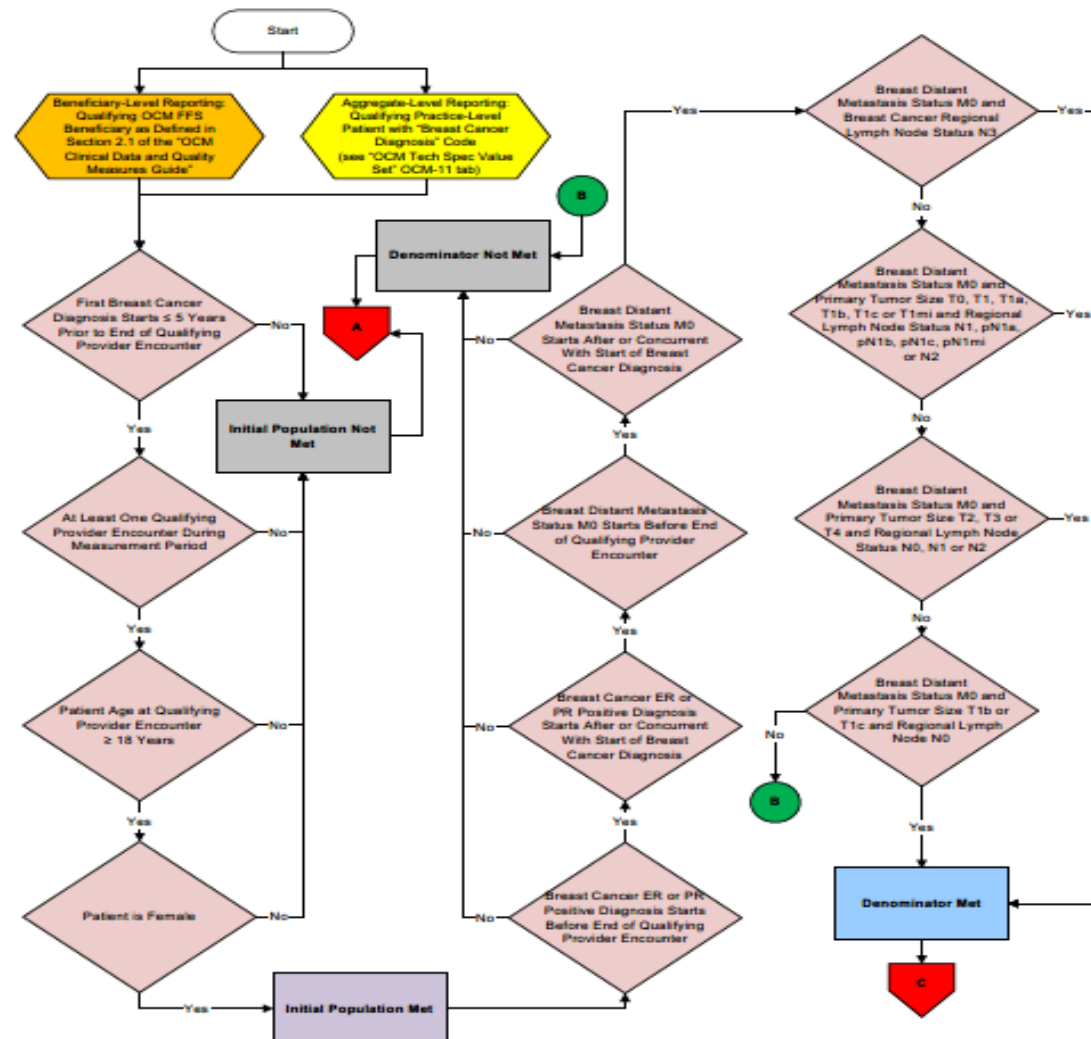 Start
Beneficiary-Level Reporting:
Qualifying OCM FFS
Beneficiary as Defined in
Section 2.1 of the "OCM
Clinical Data and Quality
Measures Guide"
Aggregate-Level Reporting:
Qualifying Practice-Level
Patient with "Breast Cancer
Diagnosis" Code
(see "OCM Tech Spec Value
Set" OCM-11 tab)
First Breast Cancer
Diagnosis Starts ≤ 5 Years
Prior to End of Qualifying
Provider Encounter
No
Yes
At Least One Qualifying
Provider Encounter During
Measurement Period
No
Yes
Patient Age at Qualifying
Provider Encounter
≥ 18 Years
No
Yes
Patient is Female
No
Yes
Initial Population Not
Met
A
Denominator Not Met
B
Initial Population Met
Breast Cancer ER or PR
Positive Diagnosis Starts
Before End of Qualifying
Provider Encounter
No
Yes
Breast Cancer ER or
PR Positive Diagnosis
Starts After or Concurrent
With Start of Breast
Cancer Diagnosis
No
Yes
Breast Distant Metastasis
Status M0 Starts Before End
of Qualifying Provider
Encounter
No
Yes
Breast Distant
Metastasis Status M0
Starts After or Concurrent
With Start of Breast
Cancer Diagnosis
No
Yes
Breast Distant
Metastasis Status M0 and
Breast Cancer Regional
Lymph Node Status N3
Yes
No
Breast Distant
Metastasis Status M0 and
Primary Tumor Size T0, T1, T1a,
T1b, T1c or T1mi and Regional
Lymph Node Status N1, pN1a,
pN1b, pN1c, pN1mi
or N2
Yes
No
Breast Distant
Metastasis Status M0 and
Primary Tumor Size T2, T3 or
T4 and Regional Lymph Node,
Status N0, N1 or N2
Yes
No
Breast Distant
Metastasis Status M0 and
Primary Tumor Size T1b or
T1c and Regional Lymph
Node N0
No
B
Yes
Denominator Met
C